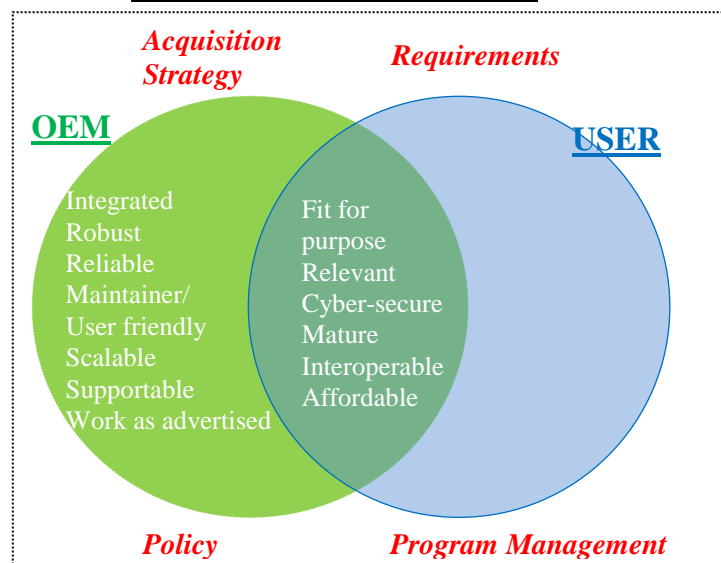 Acquisition
Strategy
Requirements
OEM
USER
Integrated
Robust
Reliable
Maintainer/
User friendly
Scalable
Supportable
Work as advertised
Fit for
purpose
Relevant
Cyber-secure
Mature
Interoperable
Affordable
Policy
Program Management